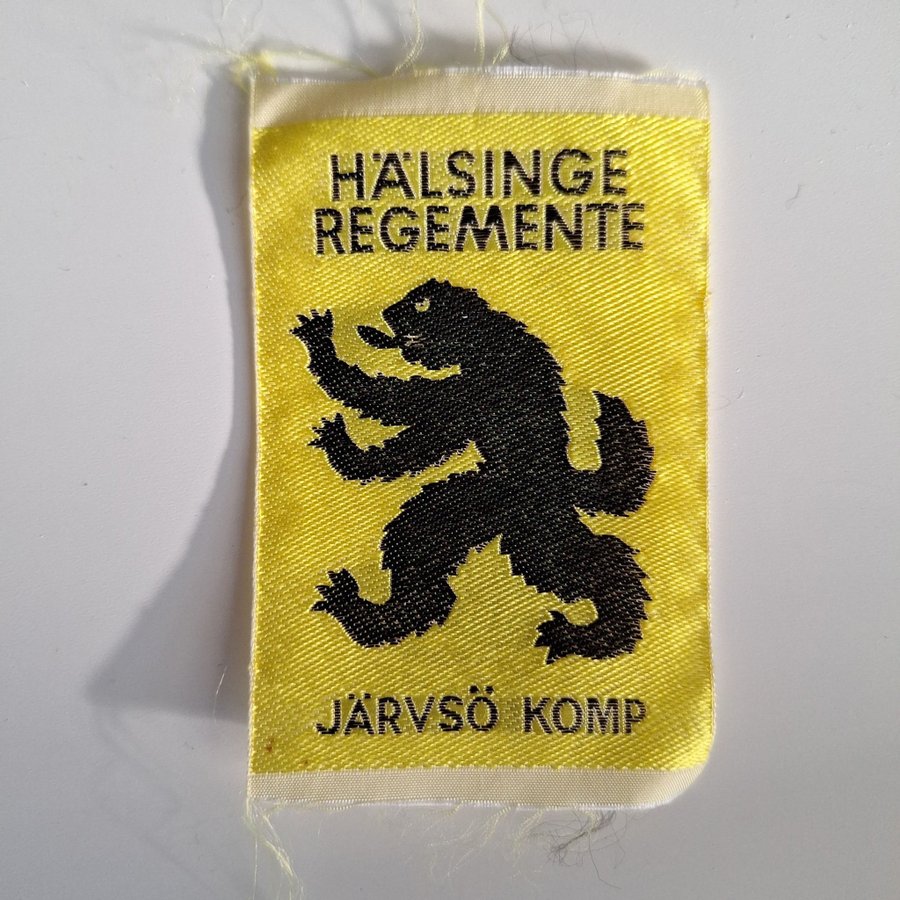 HÄLSINGE
REGEMENTE
JÄRVSÖ KOMP